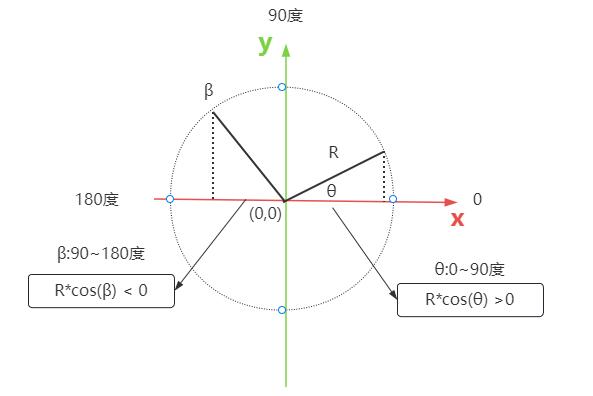 90度
y
β
R
θ
180度
(0,0)
0
x
β:90~180度
R*cos(β) < 0
θ:0~90度
R*cos(θ) >0